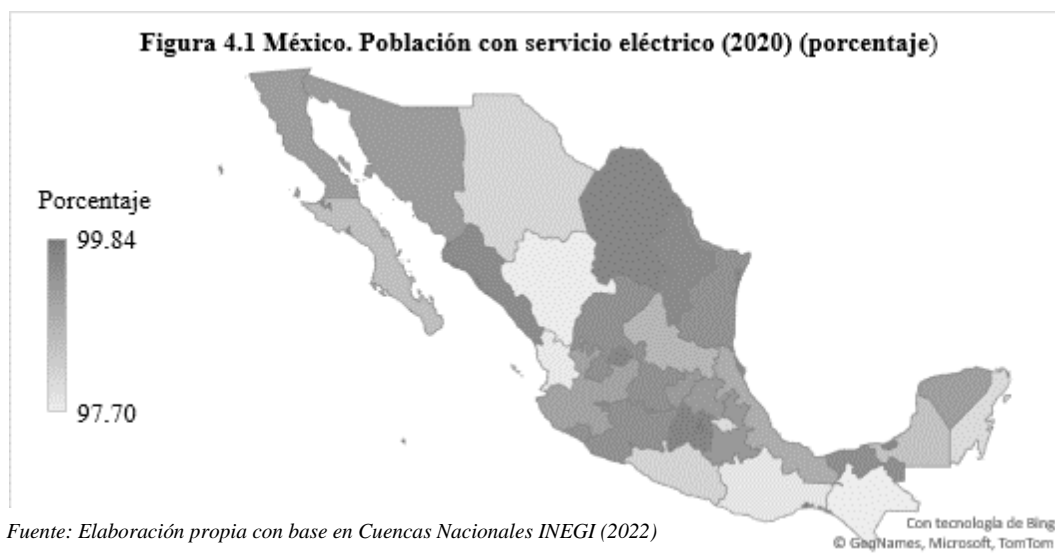 Figura 4.1 México. Población con servicio eléctrico (2020) (porcentaje)
Porcentaje
99.84
97.70
Fuente: Elaboración propia con base en Cuencas Nacionales INEGI (2022)
Con tecnología de Bing
© GeoNames, Microsoft, TomTom